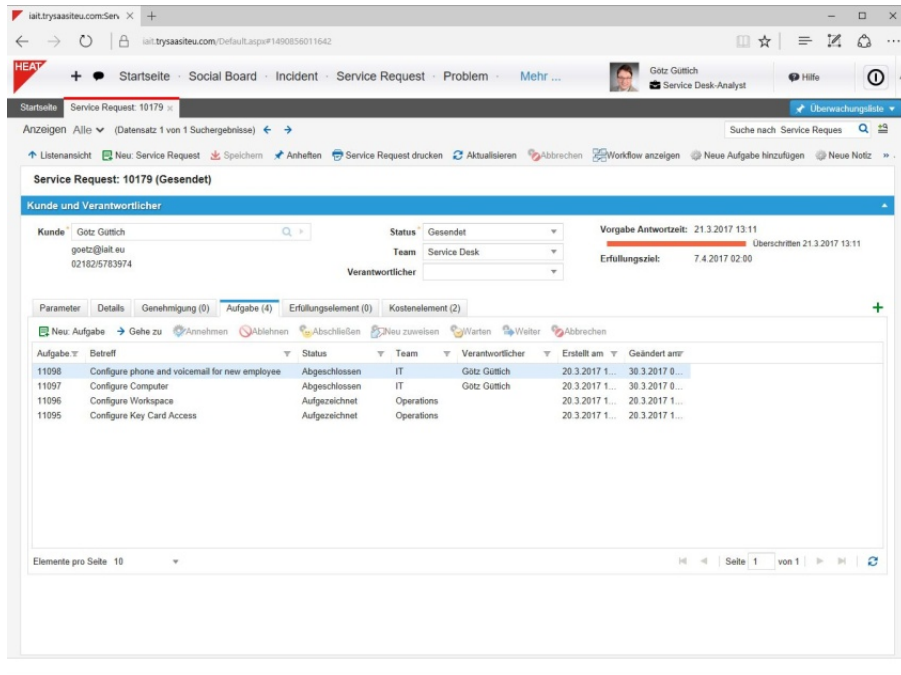 iait.trysaasiteu.com:Serv
iait.trysaasiteu.com/Default.aspx#1490856011642
HEAT
Startseite · Social Board · Incident · Service Request · Problem · Mehr ...
Götz Güttich
Service Desk-Analyst
Hilfe
Startseite Service Request: 10179
Überwachungsliste
Anzeigen Alle (Datensatz 1 von 1 Suchergebnisse)
Suche nach Service Reques
Listenansicht Neu: Service Request Speichern Anheften Service Request drucken Aktualisieren Abbrechen Workflow anzeigen Neue Aufgabe hinzufügen Neue Notiz
Service Request: 10179 (Gesendet)
Kunde und Verantwortlicher
Kunde* Götz Güttich
goetz@iait.eu
02182/5783974
Status* Gesendet
Team Service Desk
Verantwortlicher
Vorgabe Antwortzeit: 21.3.2017 13:11
Überschritten 21.3.2017 13:11
Erfüllungsziel: 7.4.2017 02:00
Parameter Details Genehmigung (0) Aufgabe (4) Erfüllungselement (0) Kostenelement (2)
Neu: Aufgabe Gehe zu Annehmen Ablehnen Abschließen Neu zuweisen Warten Weiter Abbrechen
Aufgabe Betreff Status Team Verantwortlicher Erstellt am Geändert am
11098 Configure phone and voicemail for new employee Abgeschlossen IT Götz Güttich 20.3.2017 1... 30.3.2017 0...
11097 Configure Computer Abgeschlossen IT Götz Güttich 20.3.2017 1... 30.3.2017 0...
11096 Configure Workspace Aufgezeichnet Operations 20.3.2017 1... 20.3.2017 1...
11095 Configure Key Card Access Aufgezeichnet Operations 20.3.2017 1... 20.3.2017 1...
Elemente pro Seite 10
Seite 1 von 1